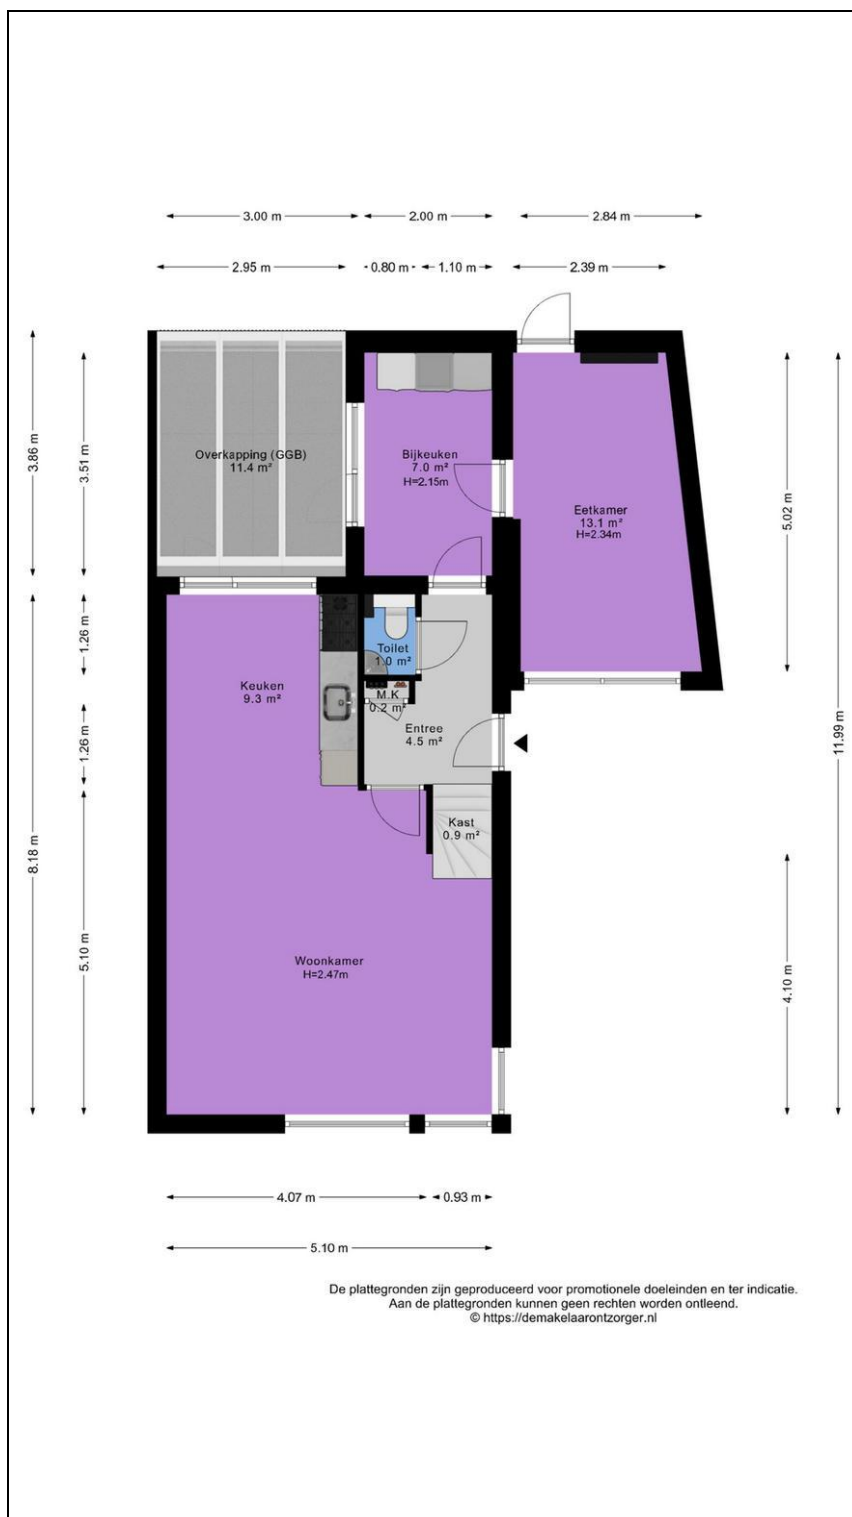 3.00 m 2.00 m 2.84 m
2.95 m 0.80 m 1.10 m 2.39 m
3.86 m
3.51 m
Overkapping (GGB)
11.4 m²
Bijkeuken
7.0 m²
H=2.15m
Eetkamer
13.1 m²
H=2.34m
5.02 m
11.99 m
8.18 m
1.26 m
1.26 m
5.10 m
Keuken
9.3 m²
Toilet
1.0 m²
M.K
0.2 m²
Entree
4.5 m²
Kast
0.9 m²
Woonkamer
H=2.47m
4.10 m
4.07 m 0.93 m
5.10 m
De plattegronden zijn geproduceerd voor promotionele doeleinden en ter indicatie.
Aan de plattegronden kunnen geen rechten worden ontleend.
© https://demakelaarontzorger.nl